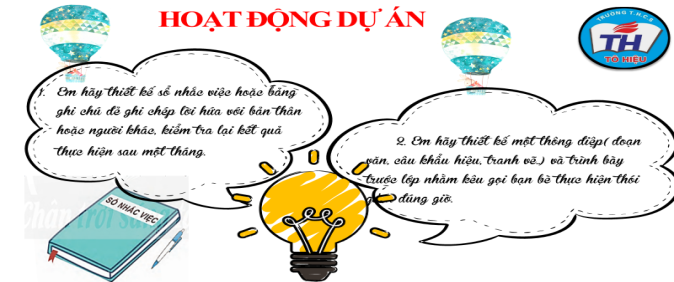 HOẠT ĐỘNG DỰ ÁN
TRƯỜNG T.H.C.S
TH
TÔ HIỆU
1. Em hãy thiết kế sổ nhắc việc hoặc bảng
ghi chú để ghi chép lời hứa với bản thân
hoặc người khác, kiểm tra lại kết quả
thực hiện sau một tháng.
2. Em hãy thiết kế một thông điệp( đoạn
văn, câu khẩu hiệu, tranh vẽ.) và trình bày
trước lớp nhằm kêu gọi bạn bè thực hiện thói
đúng giờ.
SỔ NHẮC VIỆC
Chân trời